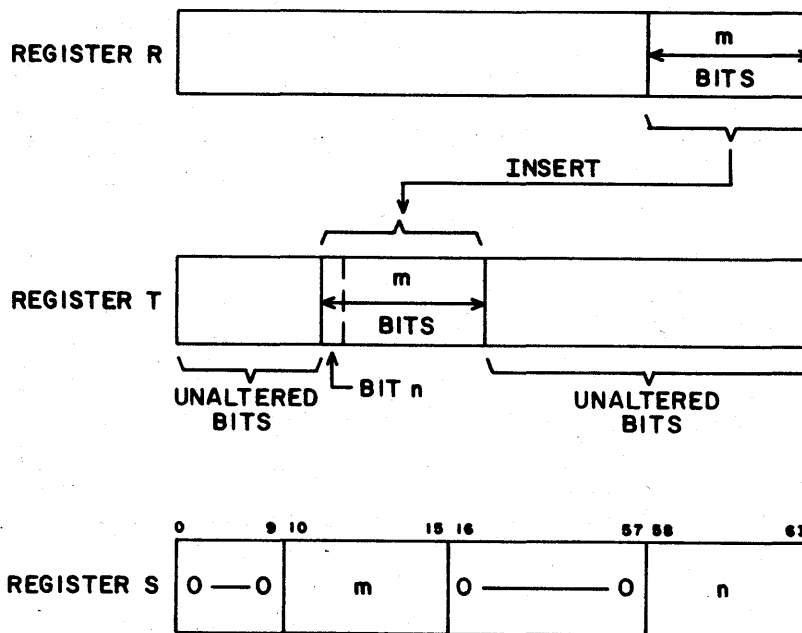 REGISTER R
m
BITS
INSERT
REGISTER T
m
BITS
UNALTERED
BITS
BIT n
UNALTERED
BITS
0 9 10 15 16 57 58 63
REGISTER S 0 0 m 0 0 n